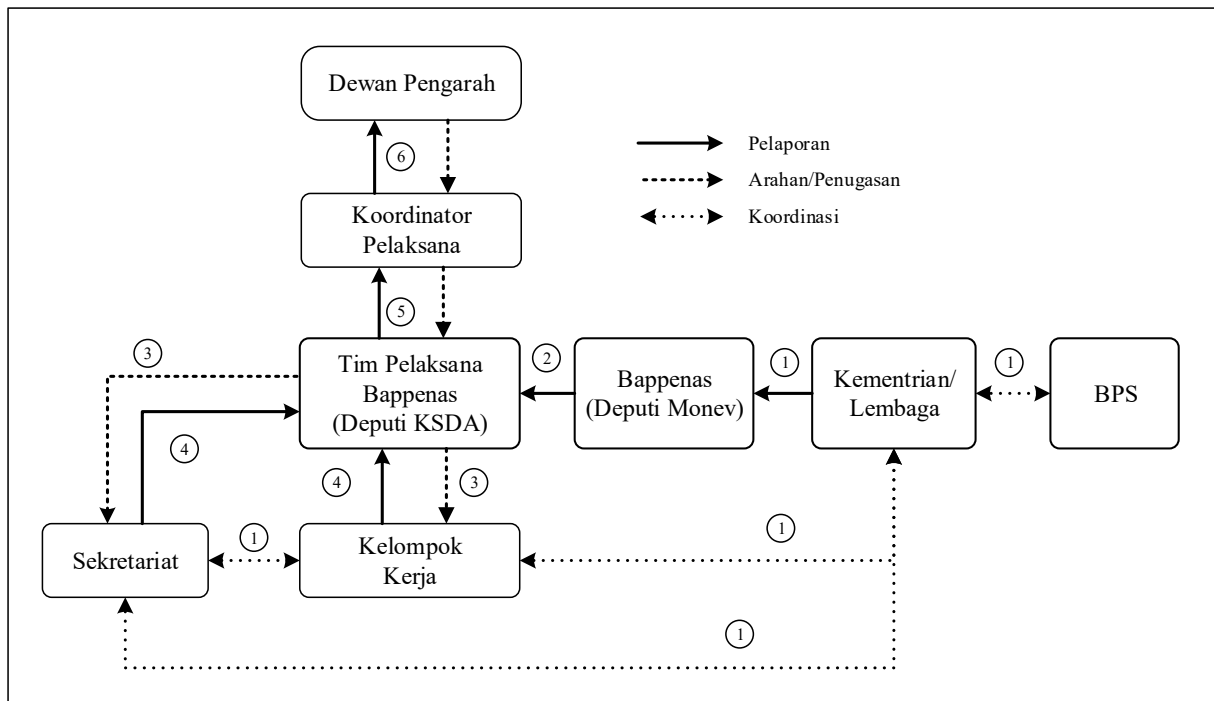 Dewan Pengarah
6
Pelaporan
Arahan/Penugasan
Koordinasi
Koordinator
Pelaksana
5
3
Tim Pelaksana
Bappenas
(Deputi KSDA)
2
Bappenas
(Deputi Monev)
1
Kementrian/
Lembaga
1
BPS
4
4
3
Sekretariat
1
Kelompok
Kerja
1
1